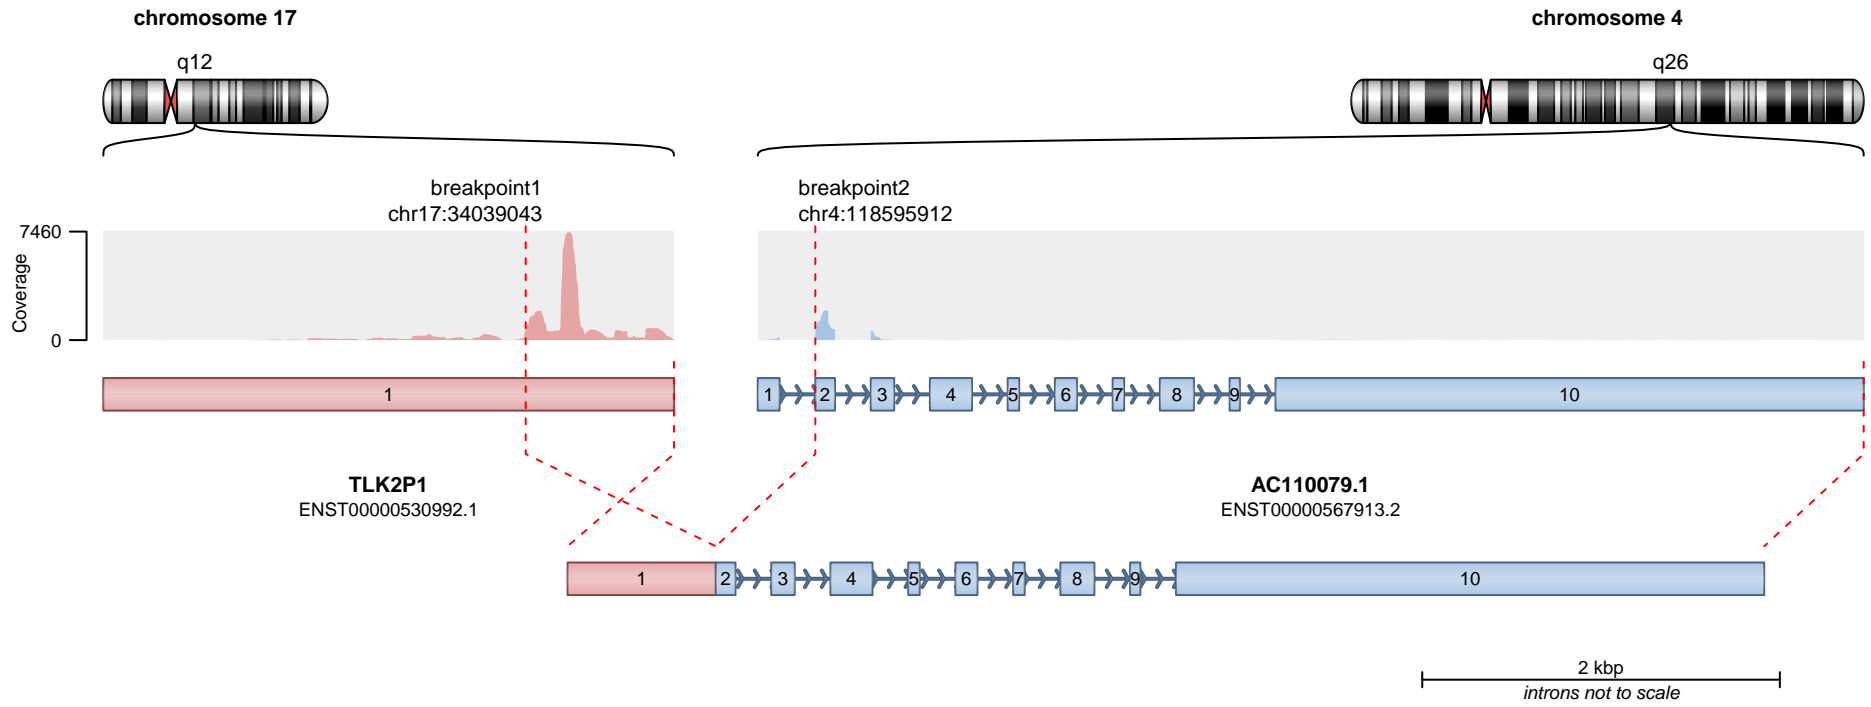 chromosome 17
chromosome 4
q12
q26
breakpoint1
chr17:34039043
breakpoint2
chr4:118595912
7460
0
Coverage
1
1 2 3 4 5 6 7 8 9 10
TLK2P1
ENST00000530992.1
AC110079.1
ENST00000567913.2
1 2 3 4 5 6 7 8 9 10
2 kbp
introns not to scale